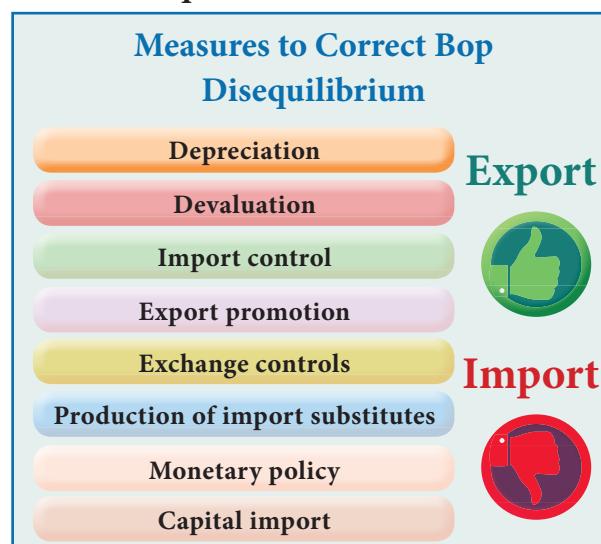 Measures to Correct Bop
Disequilibrium
Depreciation
Devaluation
Import control
Export promotion
Exchange controls
Production of import substitutes
Monetary policy
Capital import
Export
Import